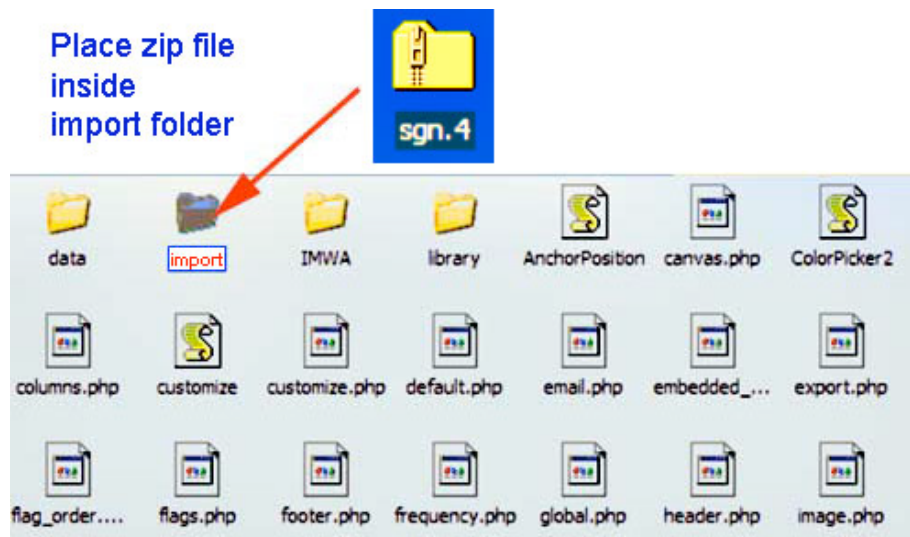 Place zip file
inside
import folder
sgn.4
data import IMWA library AnchorPosition canvas.php ColorPicker2
columns.php customize customize.php default.php email.php embedded_... export.php
flag_order.... flags.php footer.php frequency.php global.php header.php image.php